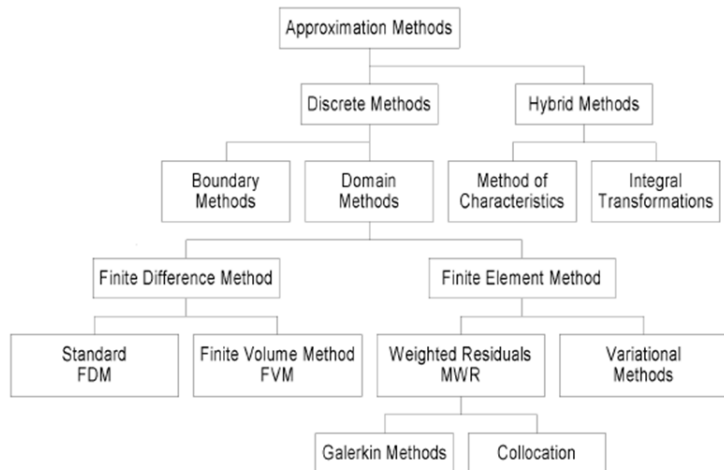 Approximation Methods
Discrete Methods
Hybrid Methods
Boundary
Methods
Domain
Methods
Method of
Characteristics
Integral
Transformations
Finite Difference Method
Finite Element Method
Standard
FDM
Finite Volume Method
FVM
Weighted Residuals
MWR
Variational
Methods
Galerkin Methods
Collocation